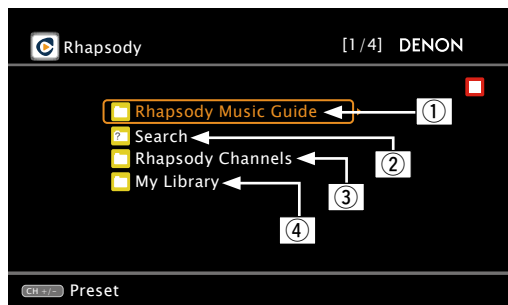 Rhapsody [1/4] DENON
Rhapsody Music Guide ①
? Search ②
Rhapsody Channels ③
My Library ④
CH +/- Preset